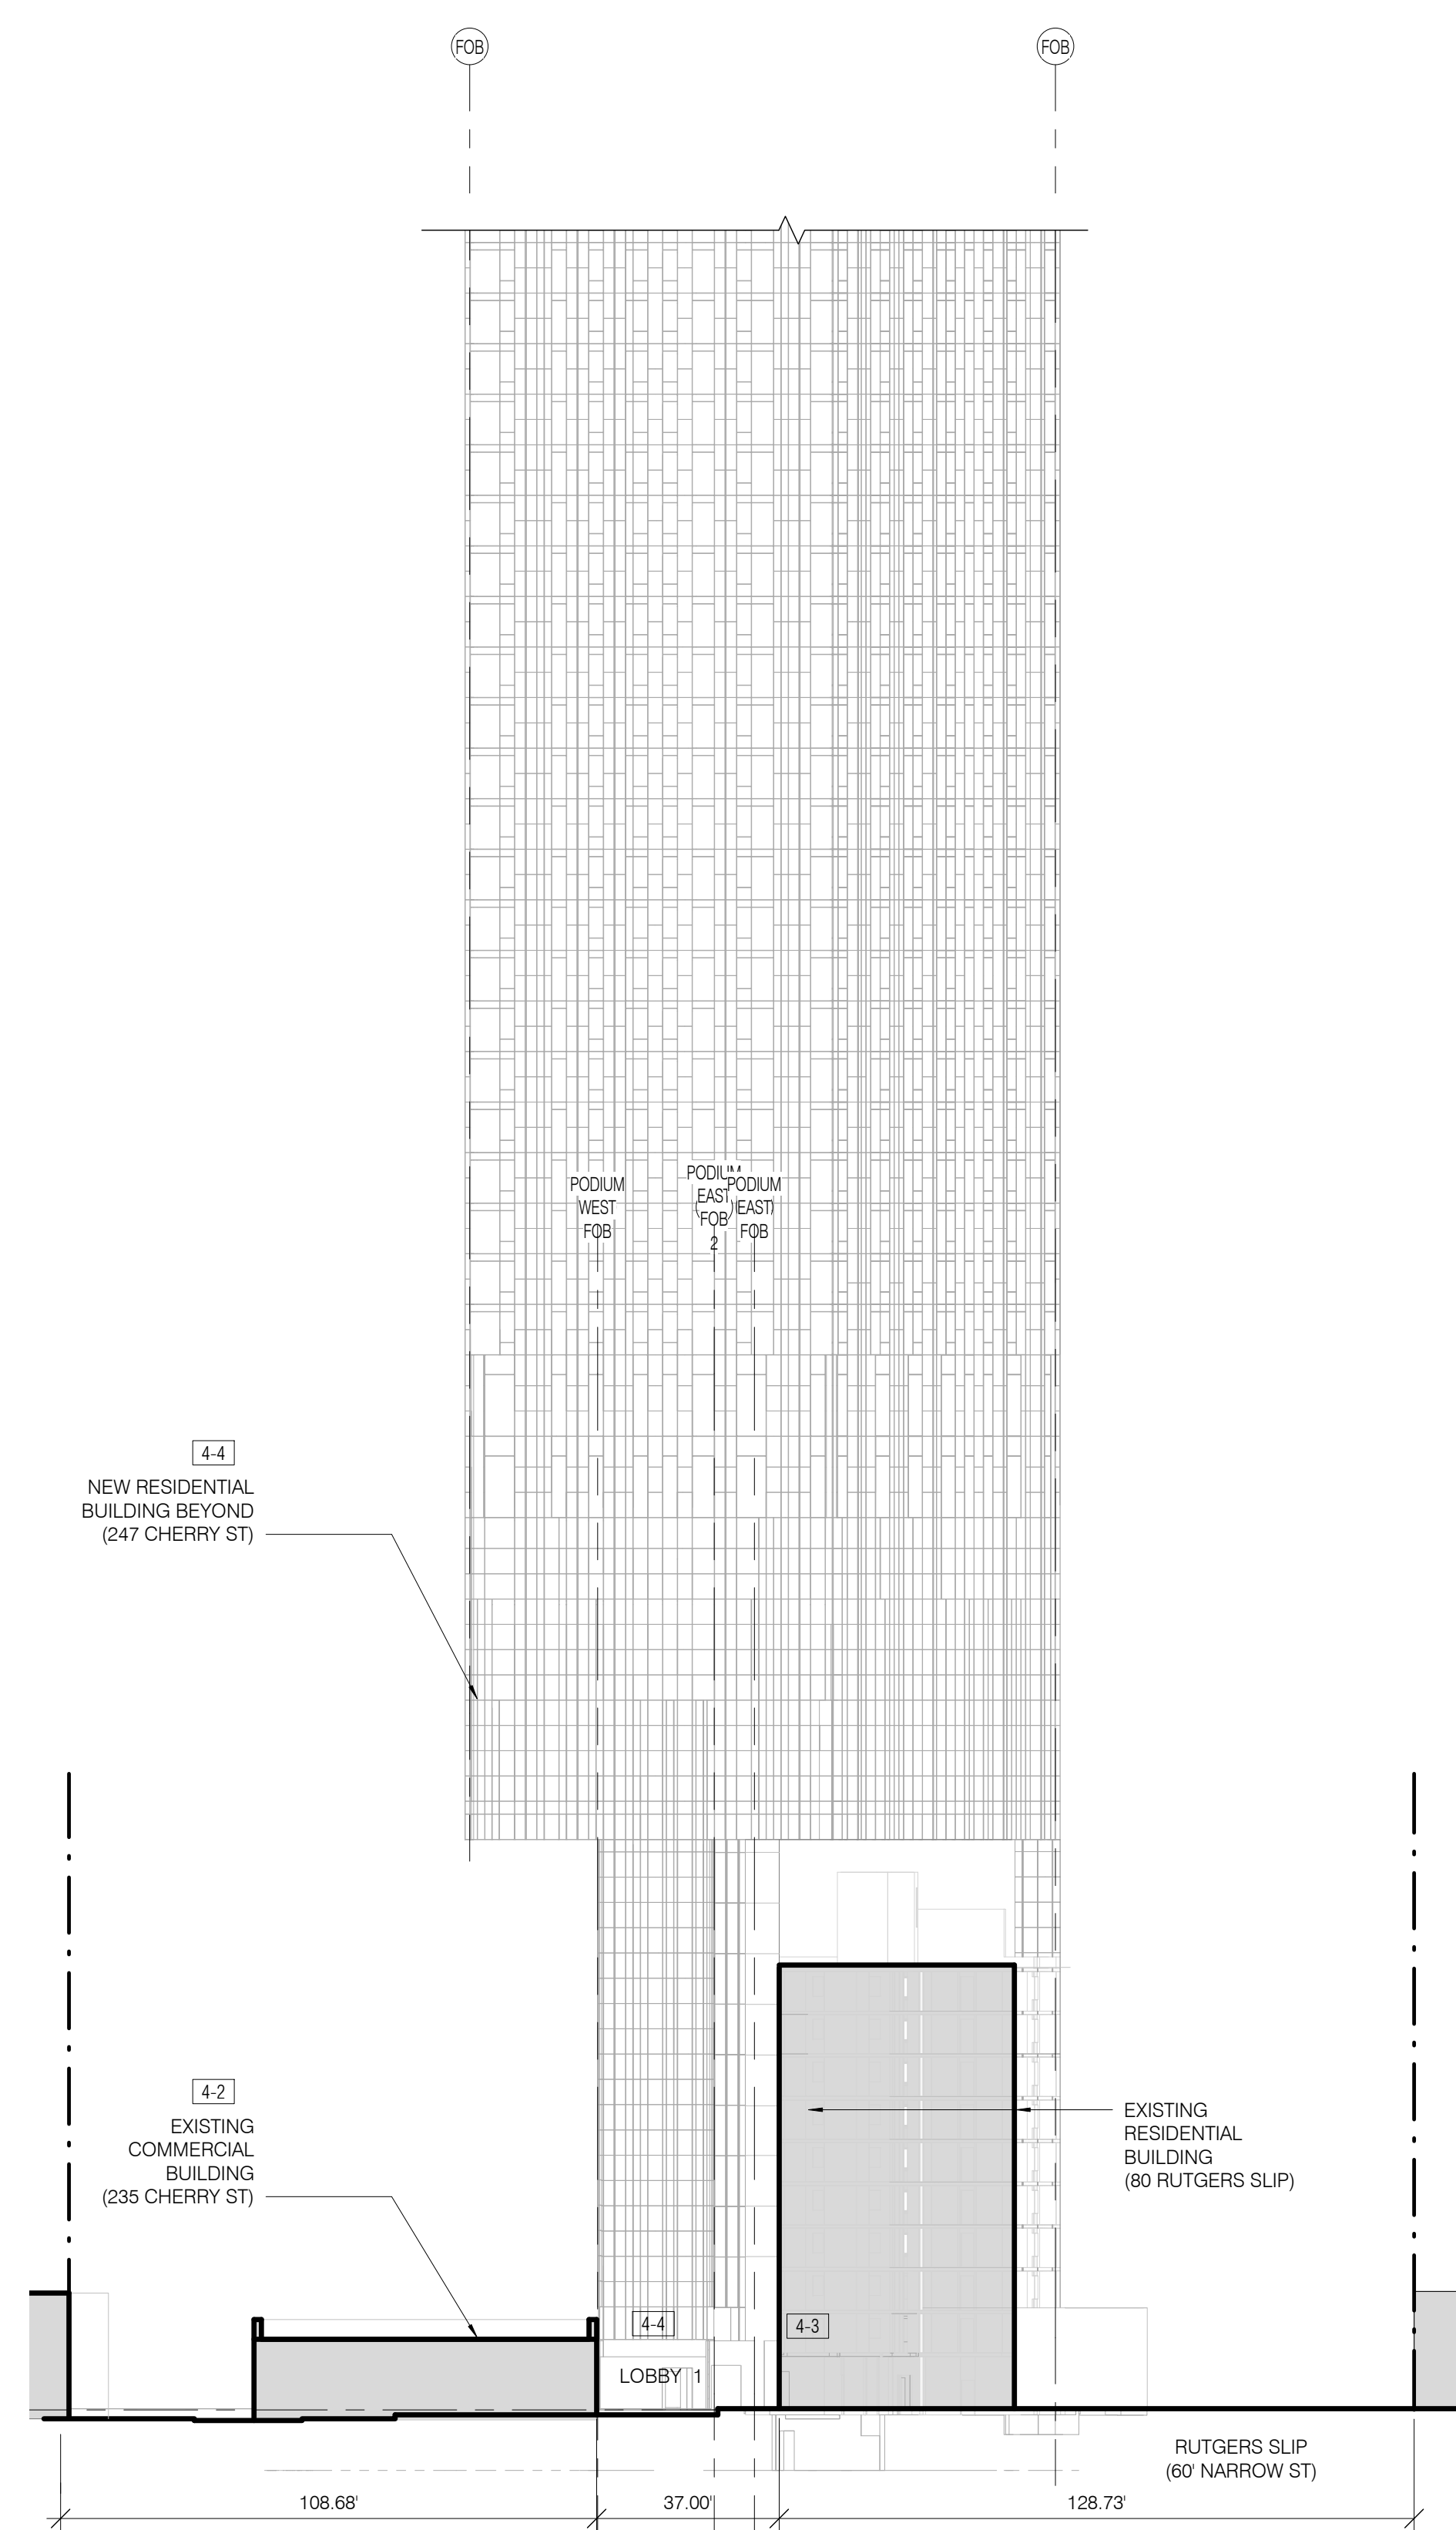 FOB
FOB
PODIUM
WEST
FOB
PODIUM
EAST
FOB
2
PODIUM
EAST
FOB
4-4
NEW RESIDENTIAL
BUILDING BEYOND
(247 CHERRY ST)
4-2
EXISTING
COMMERCIAL
BUILDING
(235 CHERRY ST)
EXISTING
RESIDENTIAL
BUILDING
(80 RUTGERS SLIP)
4-4
4-3
LOBBY 1
RUTGERS SLIP
(60' NARROW ST)
108.68'
37.00'
128.73'